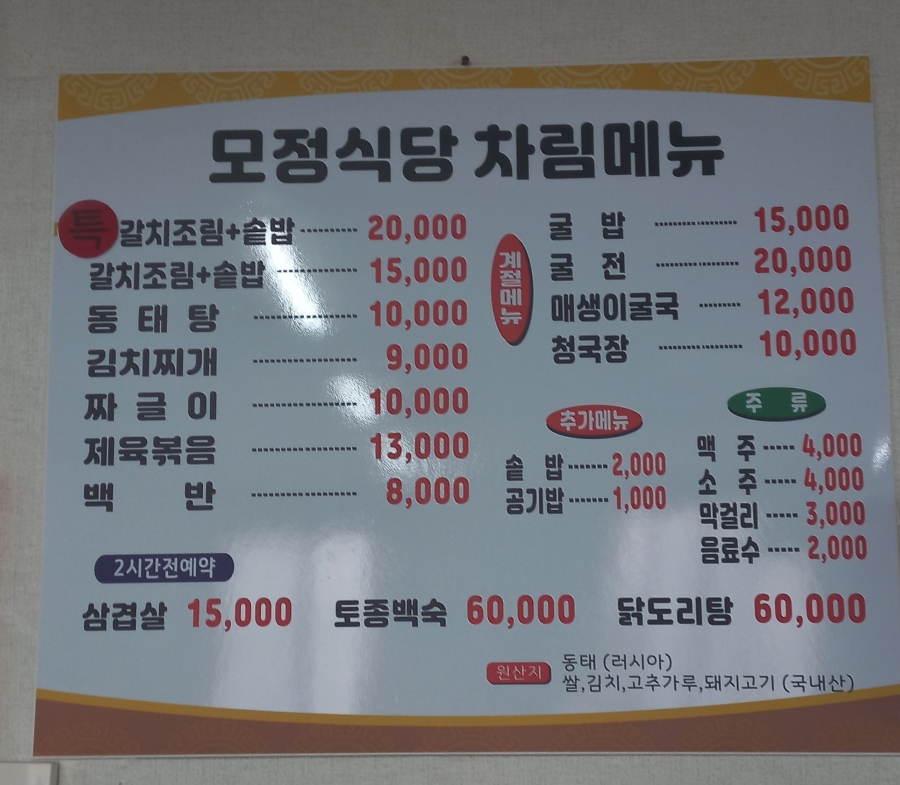 모정식당 차림메뉴
특 갈치조림+솥밥 ---------- 20,000
갈치조림+솥밥 ---------- 15,000
동 태 탕 ---------- 10,000
김치찌개 ---------- 9,000
짜 글 이 ---------- 10,000
제육볶음 ---------- 13,000
백 반 ---------- 8,000
계절메뉴
굴 밥 ---------- 15,000
굴 전 ---------- 20,000
매생이굴국 ---------- 12,000
청국장 ---------- 10,000
추가메뉴
솥 밥 ------- 2,000
공기밥 ------- 1,000
주 류
맥 주 ----- 4,000
소 주 ----- 4,000
막걸리 ----- 3,000
음료수 ----- 2,000
2시간전예약
삼겹살 15,000 토종백숙 60,000 닭도리탕 60,000
원산지 동태 (러시아)
쌀,김치,고추가루,돼지고기 (국내산)